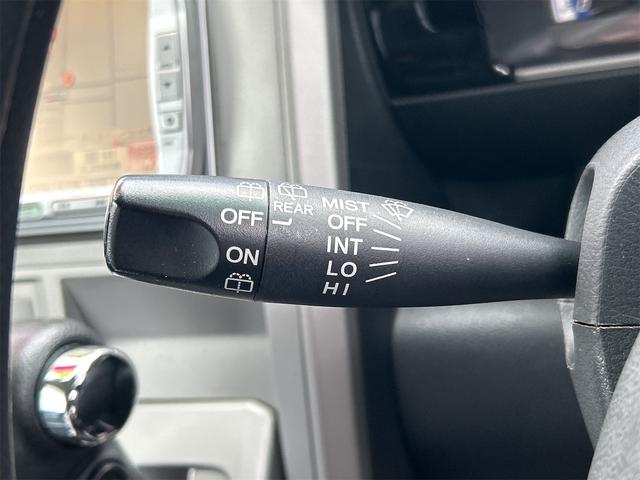 OFF
ON
REAR
MIST
OFF
INT
LO
HI